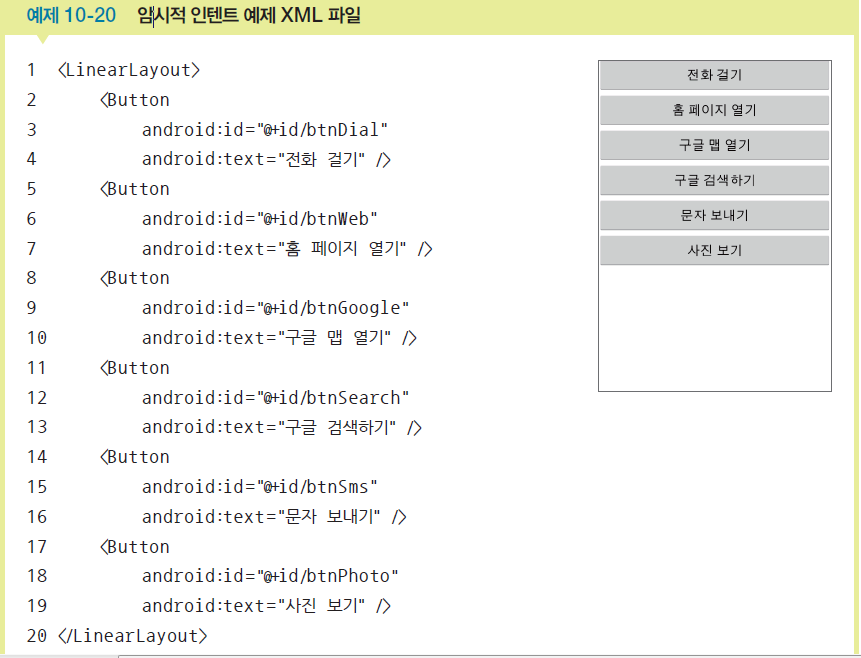 예제 10-20 암시적 인텐트 예제 XML 파일
1 <LinearLayout>
2 <Button
3 android:id="@+id/btnDial"
4 android:text="전화 걸기" />
5 <Button
6 android:id="@+id/btnWeb"
7 android:text="홈 페이지 열기" />
8 <Button
9 android:id="@+id/btnGoogle"
10 android:text="구글 맵 열기" />
11 <Button
12 android:id="@+id/btnSearch"
13 android:text="구글 검색하기" />
14 <Button
15 android:id="@+id/btnSms"
16 android:text="문자 보내기" />
17 <Button
18 android:id="@+id/btnPhoto"
19 android:text="사진 보기" />
20 </LinearLayout>
전화 걸기
홈 페이지 열기
구글 맵 열기
구글 검색하기
문자 보내기
사진 보기